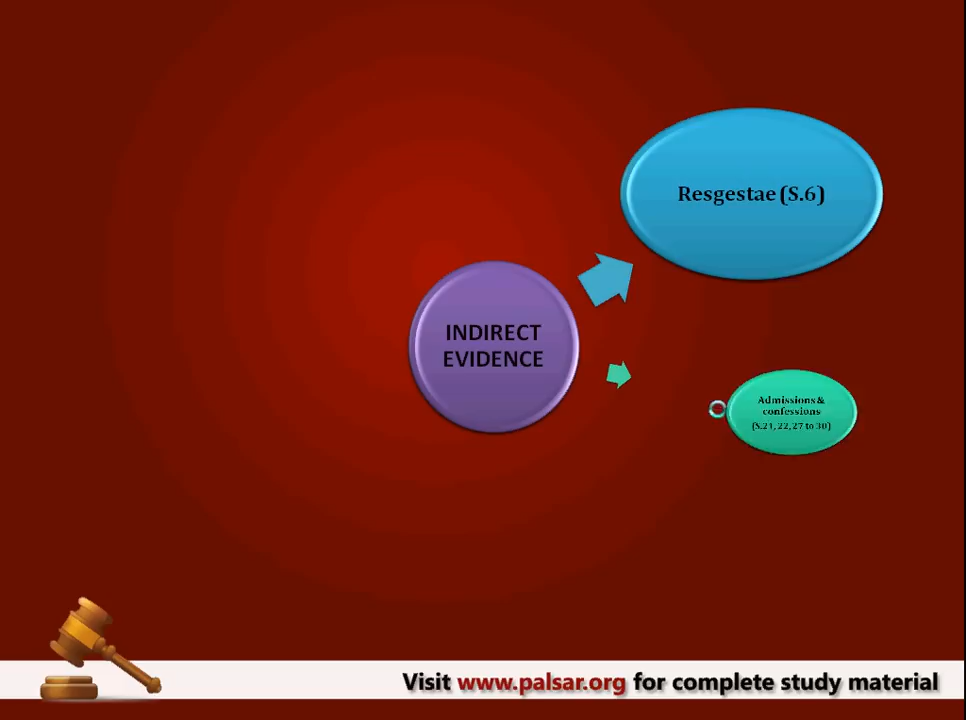 Resgestae (S.6)
INDIRECT
EVIDENCE
Admissions &
confessions
(S.21, 22, 27 to 30)
Visit www.palsar.org for complete study material